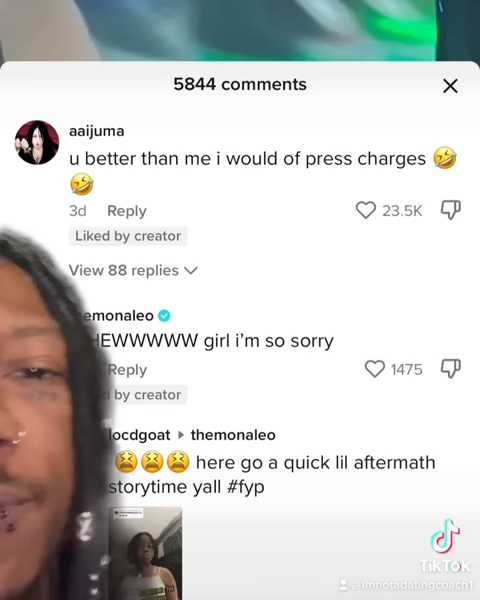 5844 comments
aaijuma
u better than me i would of press charges 🤣
🤣
3d Reply 23.5K
Liked by creator
View 88 replies
emonaleo
HEWWWWW girl i'm so sorry
Reply 1475
d by creator
locdgoat ▸ themonaleo
😫😫😫 here go a quick lil aftermath
storytime yall #fyp
TikTok
@imnotadatingcoach1